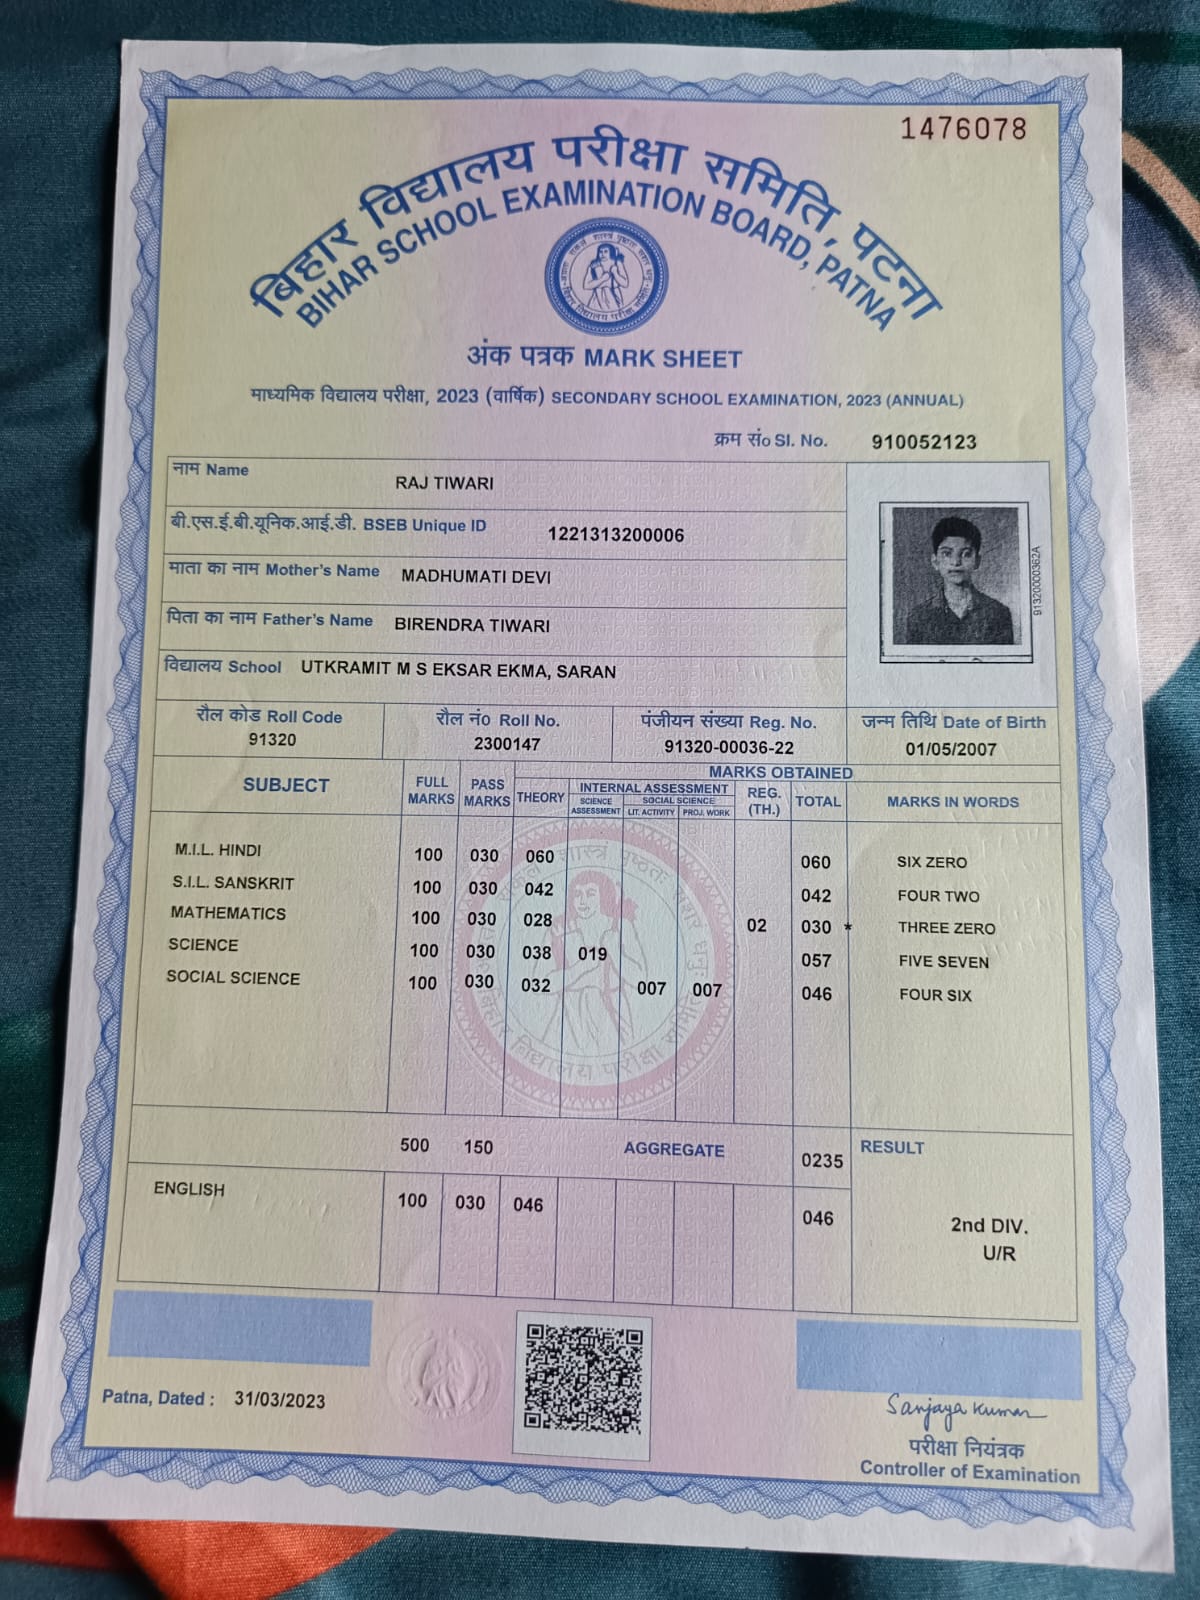 1476078
बिहार विद्यालय परीक्षा समिति, पटना
BIHAR SCHOOL EXAMINATION BOARD, PATNA
अंक पत्रक MARK SHEET
माध्यमिक विद्यालय परीक्षा, 2023 (वार्षिक) SECONDARY SCHOOL EXAMINATION, 2023 (ANNUAL)
क्रम सं० Sl. No. 910052123
नाम Name RAJ TIWARI
बी.एस.ई.बी.यूनिक.आई.डी. BSEB Unique ID 1221313200006
माता का नाम Mother's Name MADHUMATI DEVI
पिता का नाम Father's Name BIRENDRA TIWARI
विद्यालय School UTKRAMIT M S EKSAR EKMA, SARAN
91320000362A
रौल कोड Roll Code रौल नं० Roll No. पंजीयन संख्या Reg. No. जन्म तिथि Date of Birth
91320 2300147 91320-00036-22 01/05/2007
MARKS OBTAINED
SUBJECT FULL MARKS PASS MARKS THEORY INTERNAL ASSESSMENT REG. (TH.) TOTAL MARKS IN WORDS
SCIENCE ASSESSMENT SOCIAL SCIENCE
LIT. ACTIVITY PROJ. WORK
M.I.L. HINDI 100 030 060 060 SIX ZERO
S.I.L. SANSKRIT 100 030 042 042 FOUR TWO
MATHEMATICS 100 030 028 02 030 * THREE ZERO
SCIENCE 100 030 038 019 057 FIVE SEVEN
SOCIAL SCIENCE 100 030 032 007 007 046 FOUR SIX
500 150 AGGREGATE 0235 RESULT
ENGLISH 100 030 046 046
2nd DIV.
U/R
Patna, Dated : 31/03/2023
Sanjaya Kumar
परीक्षा नियंत्रक
Controller of Examination